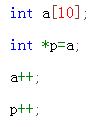 int a[10];
int *p=a;
a++;
p++;